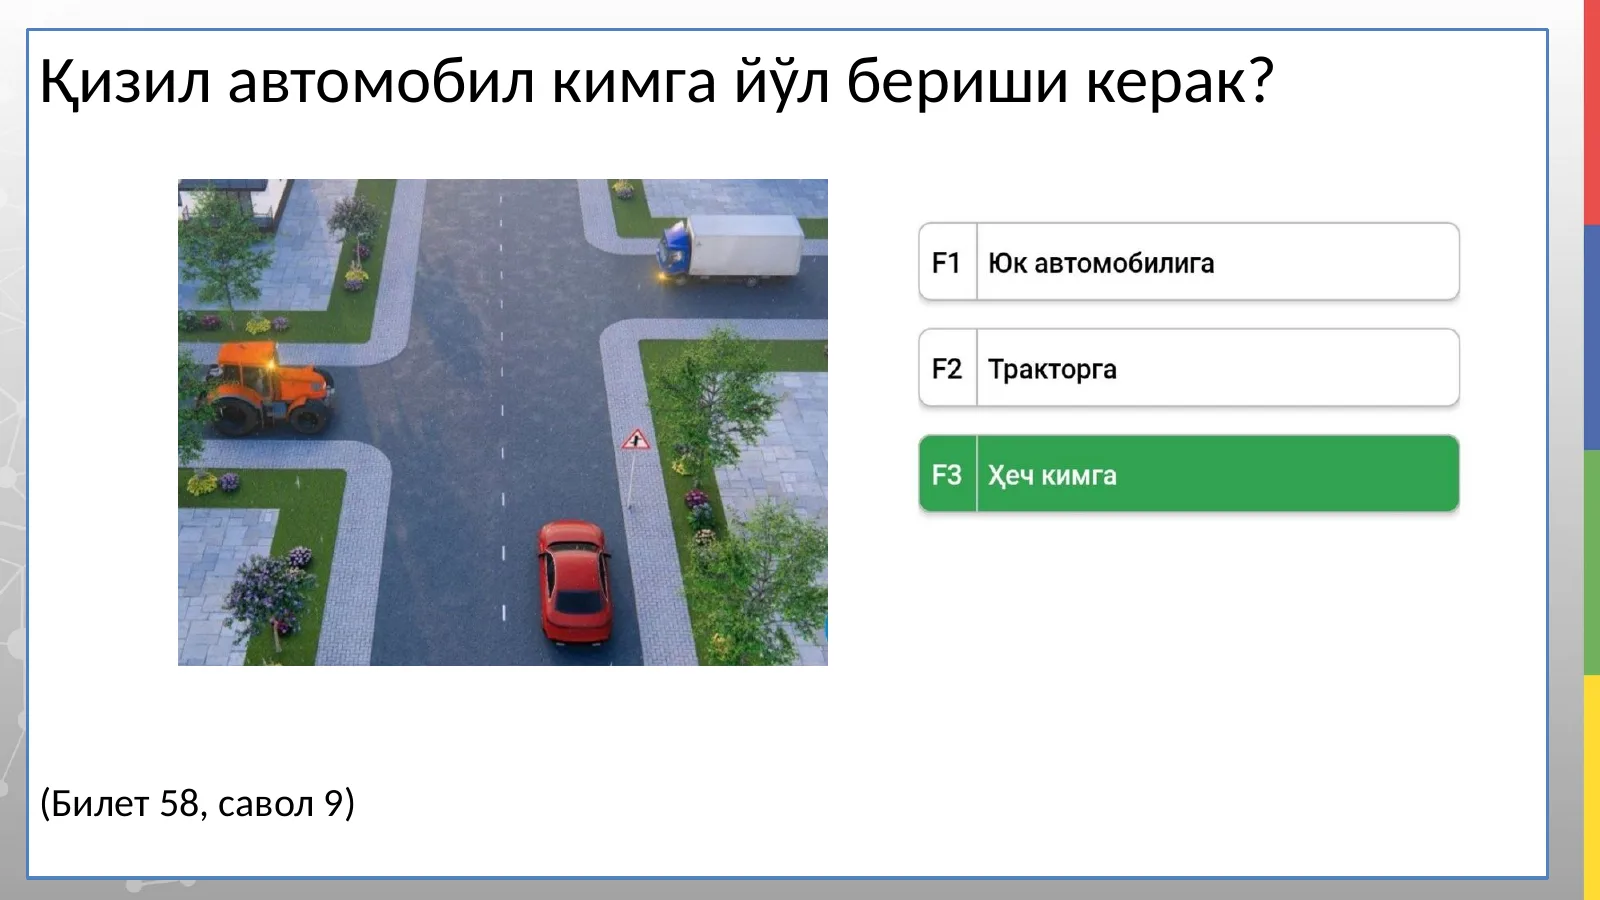 Қизил автомобил кимга йўл бериши керак?
F1 Юк автомобилига
F2 Тракторга
F3 Ҳеч кимга
(Билет 58, савол 9)